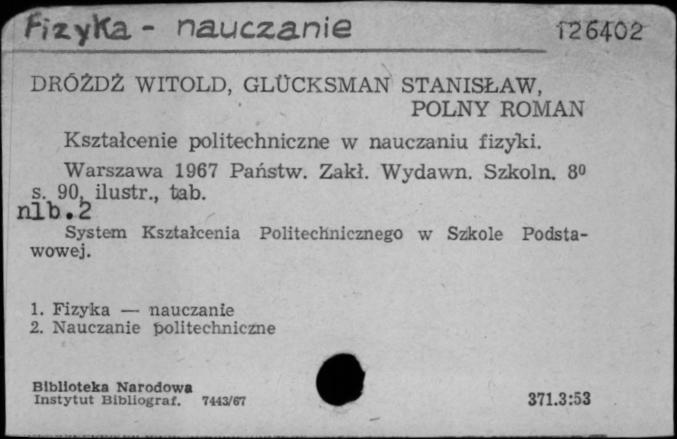 Fizyka - nauczanie
126402
DRÓŻDŻ WITOLD, GLÜCKSMAN STANISŁAW,
POLNY ROMAN
Kształcenie politechniczne w nauczaniu fizyki.
Warszawa 1967 Państw. Zakł. Wydawn. Szkoln. 8⁰
s. 90, ilustr., tab.
nlb.2
System Kształcenia Politechnicznego w Szkole Podsta-
wowej.
1. Fizyka — nauczanie
2. Nauczanie politechniczne
Biblioteka Narodowa
Instytut Bibliograf. 7443/67
371.3:53